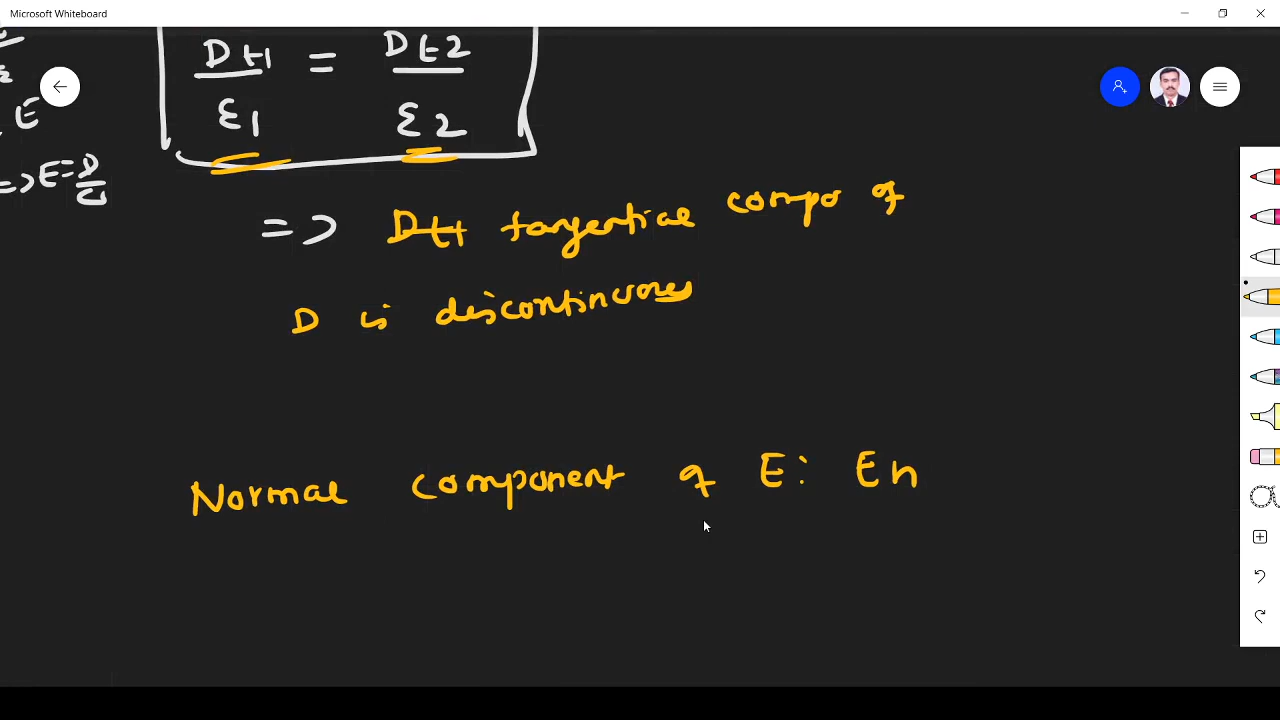 Microsoft Whiteboard
Dt1 = Dt2
ε1 ε2
E
=> E = D
=> Dt1 tangential compo of
D is discontinuous
Normal component of E: En